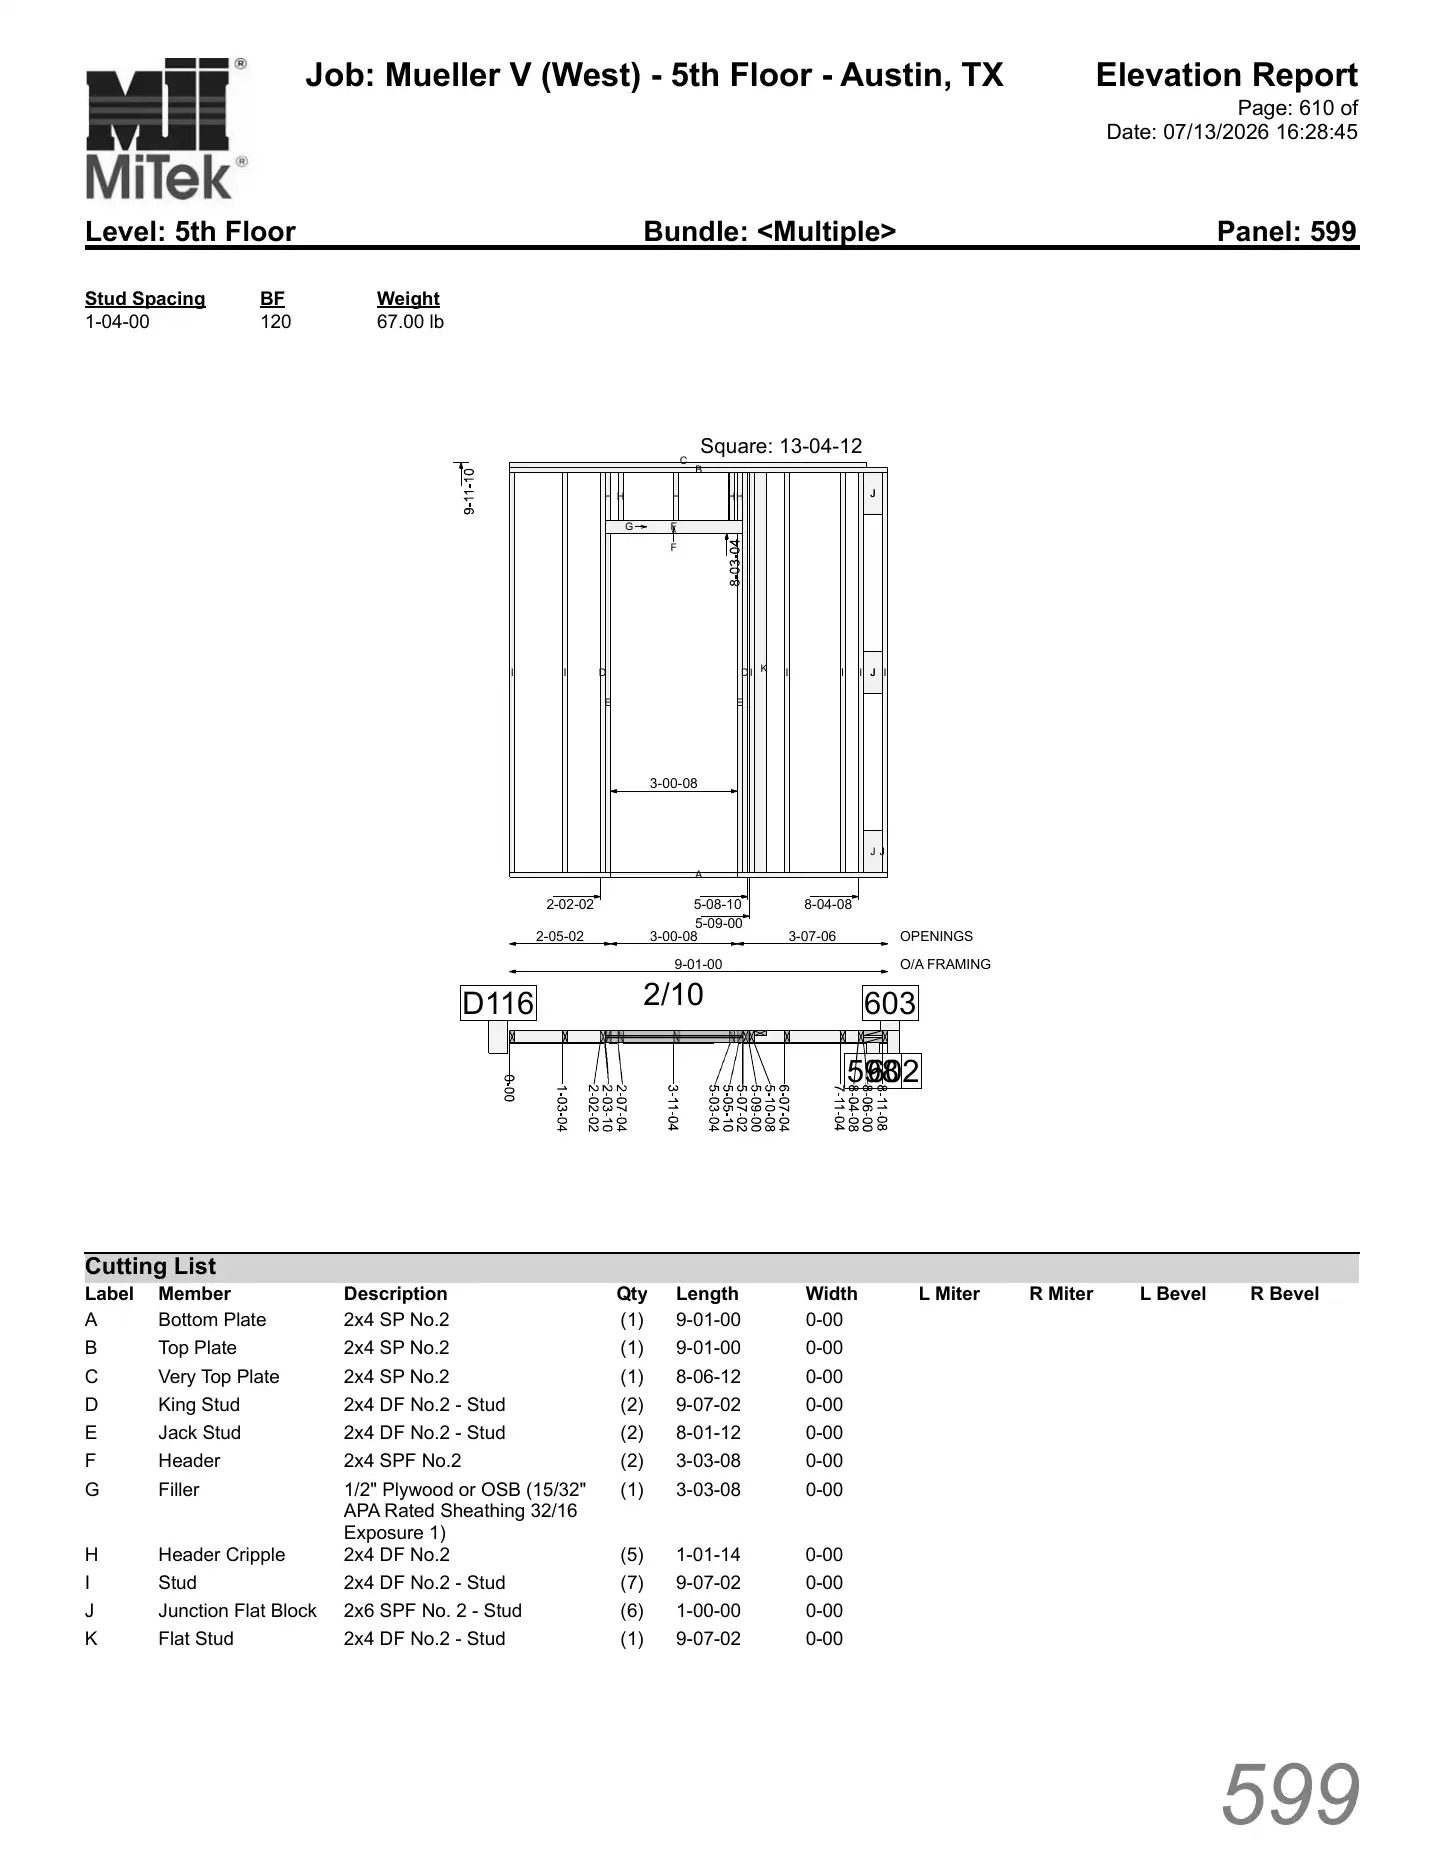 Job: Mueller V (West) - 5th Floor - Austin, TX
Elevation Report
Page: 610 of
Date: 07/13/2026 16:28:45
MiTek®
Level: 5th Floor Bundle: <Multiple> Panel: 599
Stud Spacing BF Weight
1-04-00 120 67.00 lb
Square: 13-04-12
C
B
9-11-10
J
H H H H
G F
F
8-03-04
I I D D I K I I I J I
E E
3-00-08
J J
A
2-02-02 5-08-10 8-04-08
5-09-00
2-05-02 3-00-08 3-07-06 OPENINGS
9-01-00 O/A FRAMING
D116 2/10 603
602
0-00 1-03-04 2-02-02 2-03-10 2-07-04 3-11-04 5-03-04 5-05-10 5-07-02 5-09-00 5-10-08 6-07-04 7-11-04 8-04-08 8-06-00 8-11-08
Cutting List
Label Member Description Qty Length Width L Miter R Miter L Bevel R Bevel
A Bottom Plate 2x4 SP No.2 (1) 9-01-00 0-00
B Top Plate 2x4 SP No.2 (1) 9-01-00 0-00
C Very Top Plate 2x4 SP No.2 (1) 8-06-12 0-00
D King Stud 2x4 DF No.2 - Stud (2) 9-07-02 0-00
E Jack Stud 2x4 DF No.2 - Stud (2) 8-01-12 0-00
F Header 2x4 SPF No.2 (2) 3-03-08 0-00
G Filler 1/2" Plywood or OSB (15/32" (1) 3-03-08 0-00
APA Rated Sheathing 32/16
Exposure 1)
H Header Cripple 2x4 DF No.2 (5) 1-01-14 0-00
I Stud 2x4 DF No.2 - Stud (7) 9-07-02 0-00
J Junction Flat Block 2x6 SPF No. 2 - Stud (6) 1-00-00 0-00
K Flat Stud 2x4 DF No.2 - Stud (1) 9-07-02 0-00
599